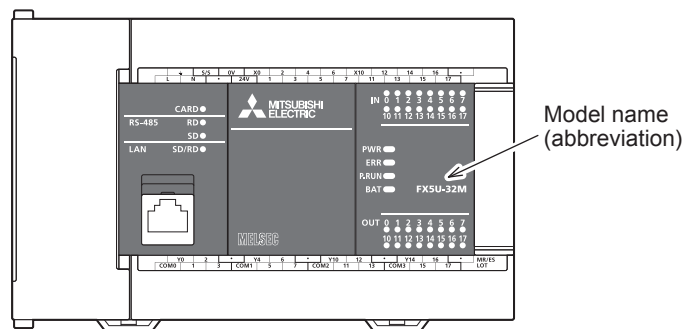 ⏚ S/S 0V X0 2 4 6 X10 12 14 16 •
L N • 24V 1 3 5 7 11 13 15 17
CARD
RS-485 RD
SD
LAN SD/RD
MITSUBISHI
ELECTRIC
MELSEC
IN 0 1 2 3 4 5 6 7
10 11 12 13 14 15 16 17
PWR
ERR
P.RUN
BAT FX5U-32M
OUT 0 1 2 3 4 5 6 7
10 11 12 13 14 15 16 17
Model name
(abbreviation)
Y0 2 • Y4 6 • Y10 12 • Y14 16 • MR/ES
COM0 1 3 COM1 5 7 COM2 11 13 COM3 15 17 LOT